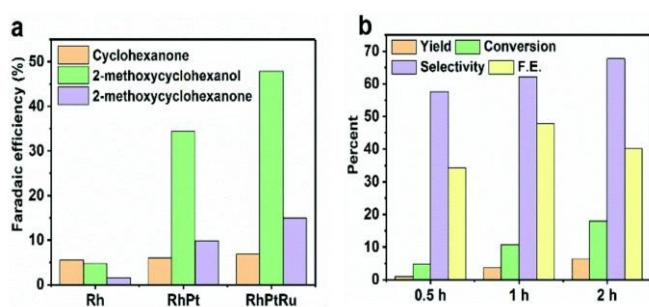 a
Faradaic efficiency (%)
50
40
30
20
10
0
Cyclohexanone
2-methoxycyclohexanol
2-methoxycyclohexanone
Rh RhPt RhPtRu
b
Percent
70
60
50
40
30
20
10
0
Yield Conversion
Selectivity F.E.
0.5 h 1 h 2 h